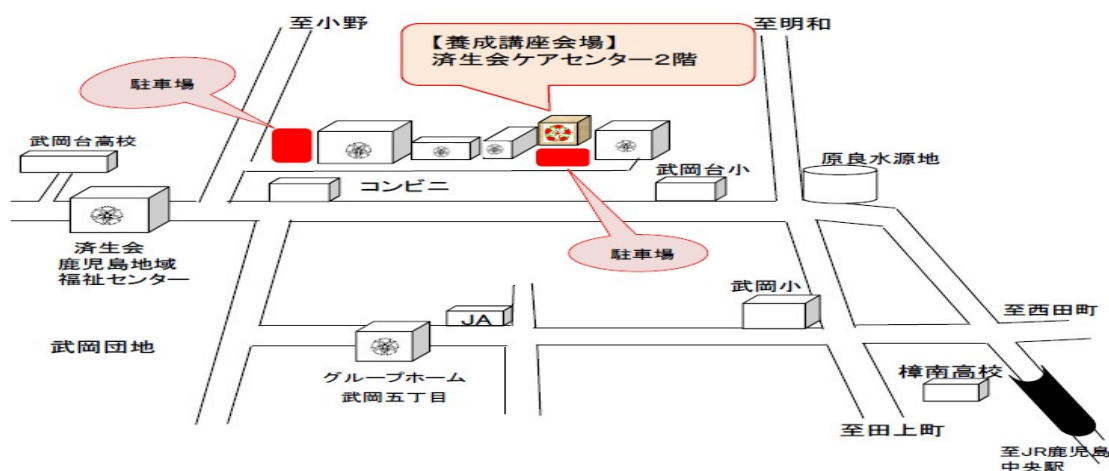 至小野
至明和
【養成講座会場】
済生会ケアセンター2階
駐車場
武岡台高校
コンビニ
武岡台小
原良水源地
済生会
鹿児島地域
福祉センター
駐車場
武岡小
JA
至西田町
武岡団地
グループホーム
武岡五丁目
樟南高校
至田上町
至JR鹿児島
中央駅